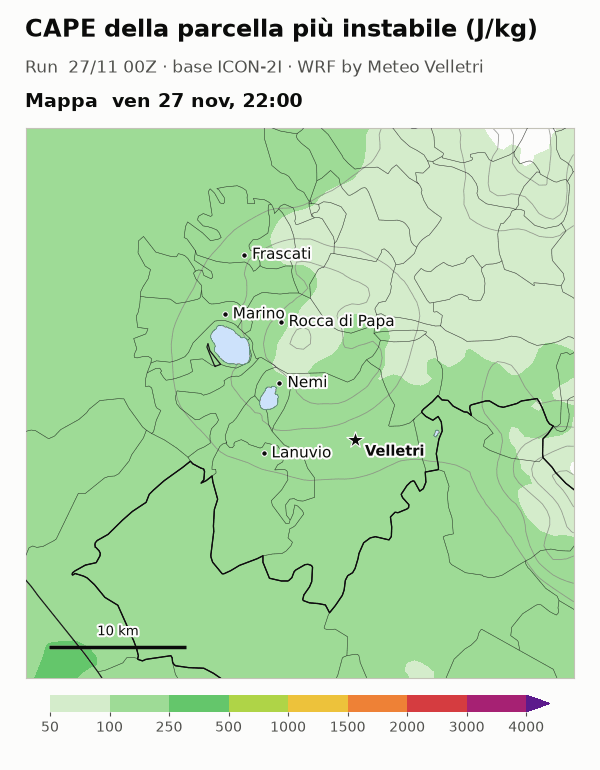 CAPE della parcella più instabile (J/kg)
Run  27/11 00Z · base ICON-2I · WRF by Meteo Velletri
Mappa  ven 27 nov, 22:00
Frascati
Marino
Rocca di Papa
Nemi
Velletri
Lanuvio
10 km
50 100 250 500 1000 1500 2000 3000 4000